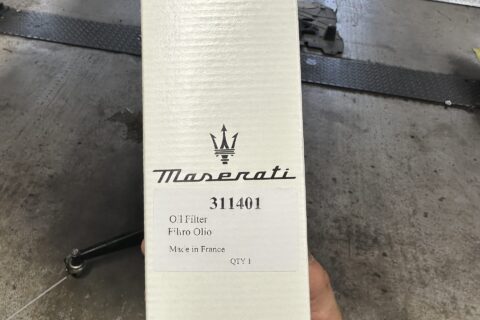 Maserati
311401
Oil Filter
Filtro Olio
Made in France
QTY 1